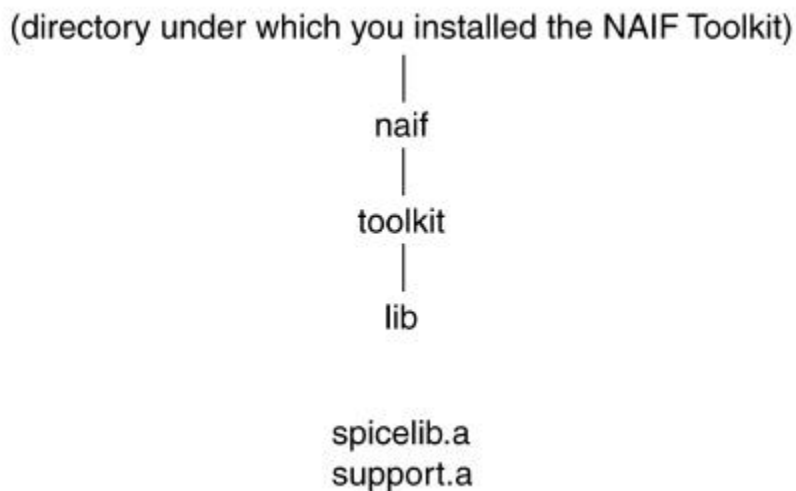 (directory under which you installed the NAIF Toolkit)
naif
toolkit
lib
spicelib.a
support.a